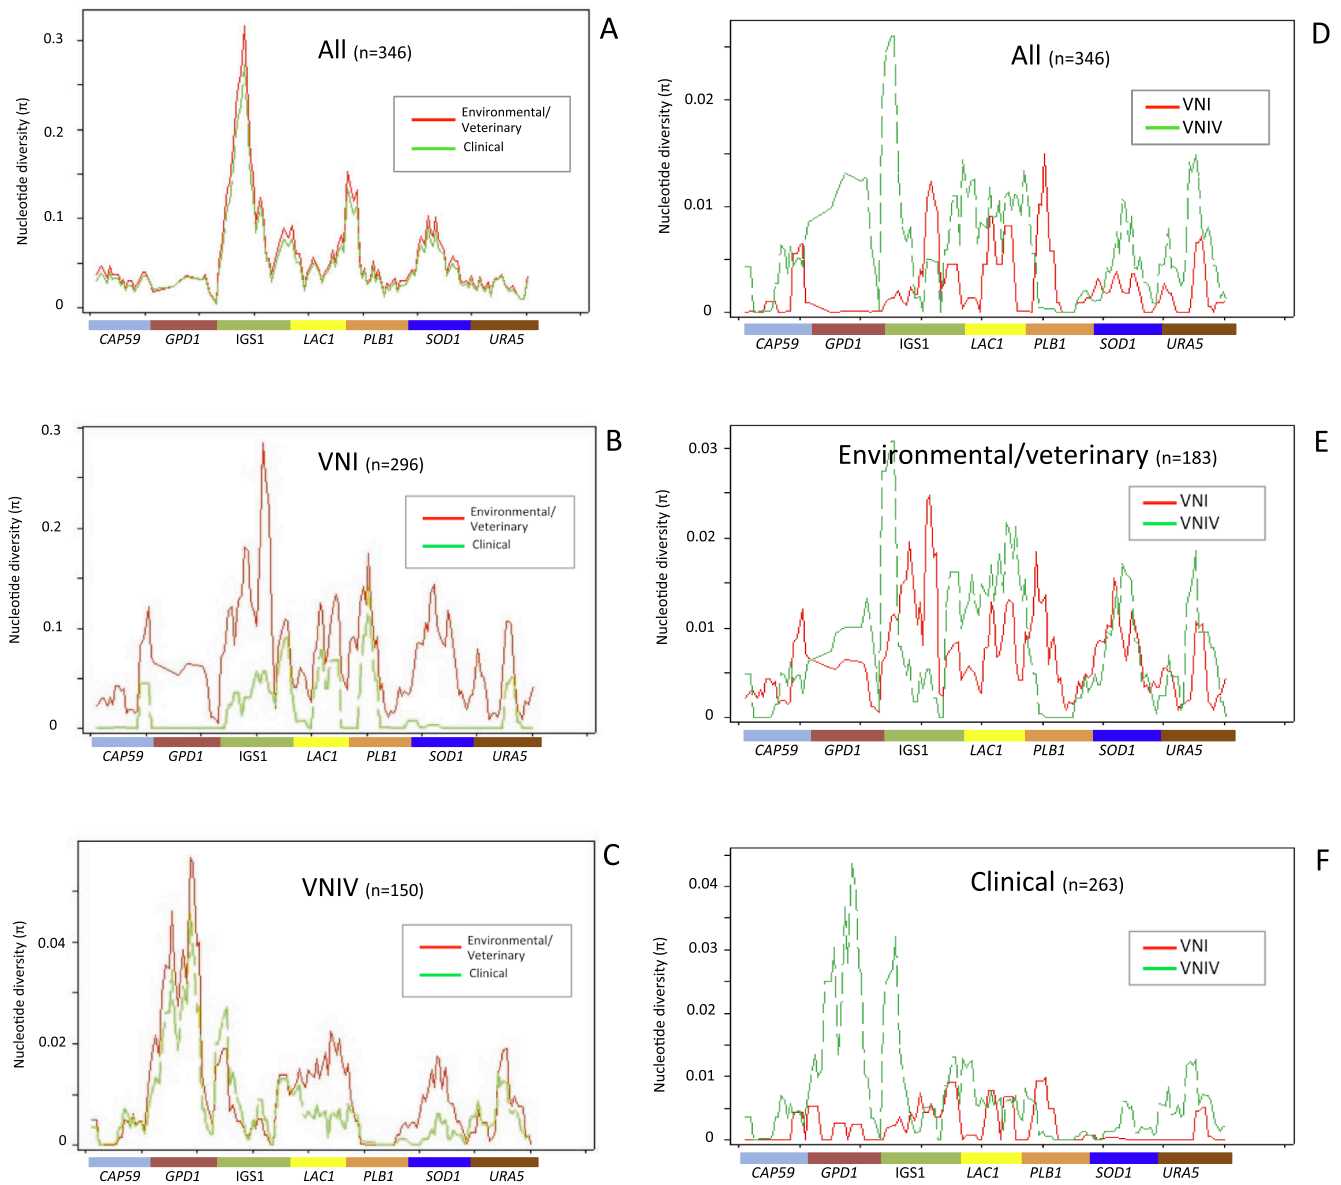 A
All (n=346)
Nucleotide diversity (π)
0.3
0.2
0.1
0
Environmental/
Veterinary
Clinical
CAP59 GPD1 IGS1 LAC1 PLB1 SOD1 URA5
D
All (n=346)
Nucleotide diversity (π)
0.02
0.01
0
VNI
VNIV
CAP59 GPD1 IGS1 LAC1 PLB1 SOD1 URA5
B
VNI (n=296)
Nucleotide diversity (π)
0.3
0.2
0.1
0
Environmental/
Veterinary
Clinical
CAP59 GPD1 IGS1 LAC1 PLB1 SOD1 URA5
E
Environmental/veterinary (n=183)
Nucleotide diversity (π)
0.03
0.02
0.01
0
VNI
VNIV
CAP59 GPD1 IGS1 LAC1 PLB1 SOD1 URA5
C
VNIV (n=150)
Nucleotide diversity (π)
0.04
0.02
0
Environmental/
Veterinary
Clinical
CAP59 GPD1 IGS1 LAC1 PLB1 SOD1 URA5
F
Clinical (n=263)
Nucleotide diversity (π)
0.04
0.03
0.02
0.01
0
VNI
VNIV
CAP59 GPD1 IGS1 LAC1 PLB1 SOD1 URA5